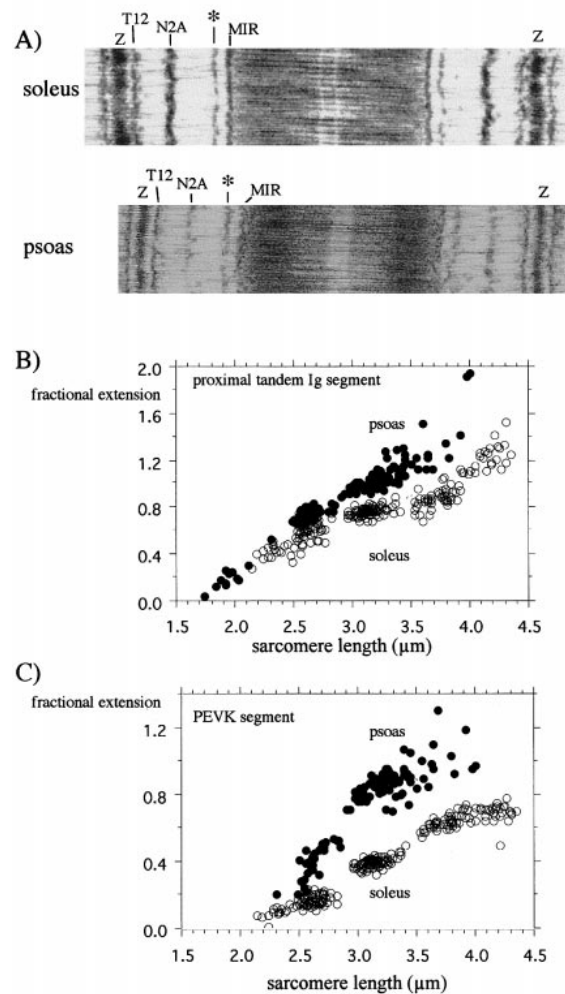 A)
Z T12 N2A * MIR Z
soleus
Z T12 N2A * MIR Z
psoas
B)
fractional extension
proximal tandem Ig segment
psoas
soleus
2.0
1.6
1.2
0.8
0.4
0.0
1.5 2.0 2.5 3.0 3.5 4.0 4.5
sarcomere length (µm)
C)
fractional extension
PEVK segment
psoas
soleus
1.2
0.8
0.4
0.0
1.5 2.0 2.5 3.0 3.5 4.0 4.5
sarcomere length (µm)